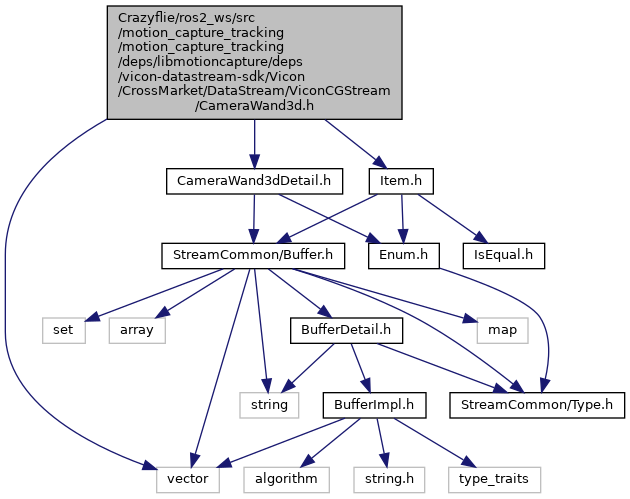 Crazyflie/ros2_ws/src
/motion_capture_tracking
/motion_capture_tracking
/deps/libmotioncapture/deps
/vicon-datastream-sdk/Vicon
/CrossMarket/DataStream/ViconCGStream
/CameraWand3d.h
CameraWand3dDetail.h
Item.h
StreamCommon/Buffer.h
Enum.h
IsEqual.h
set
array
BufferDetail.h
map
string
BufferImpl.h
StreamCommon/Type.h
vector
algorithm
string.h
type_traits